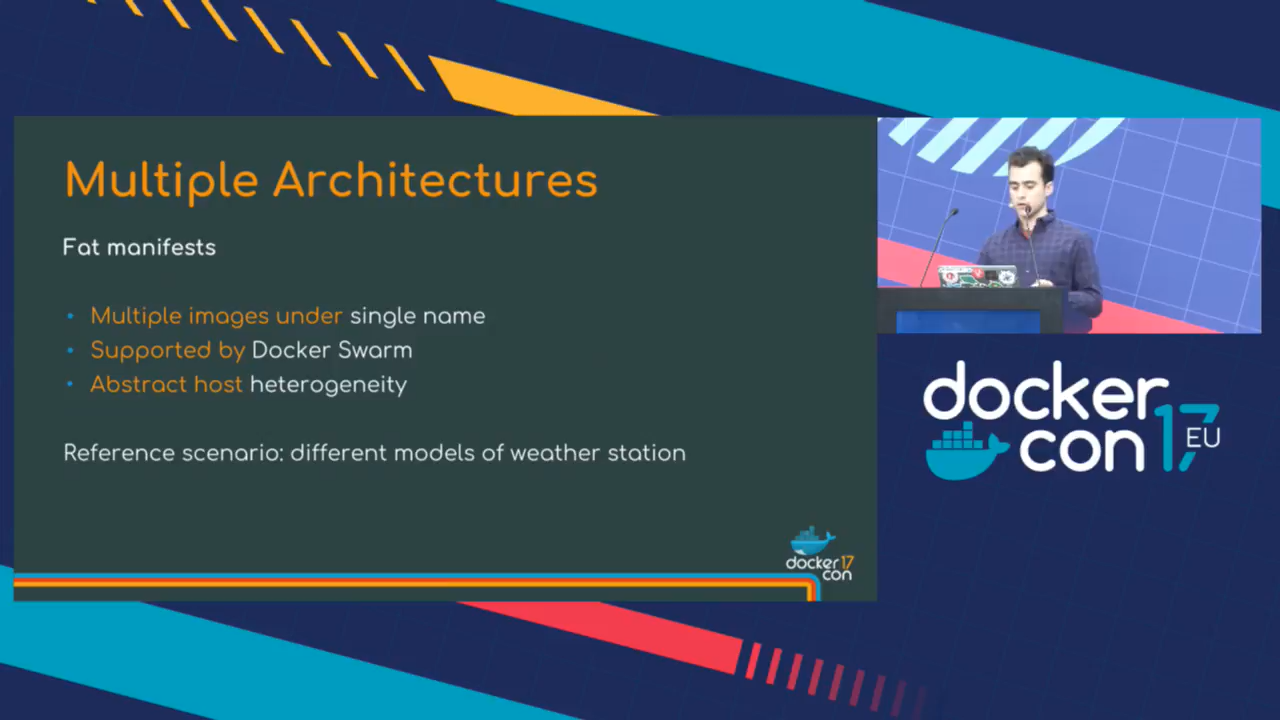 Multiple Architectures
Fat manifests
• Multiple images under single name
• Supported by Docker Swarm
• Abstract host heterogeneity
Reference scenario: different models of weather station
docker 17
con
docker
con 17 EU